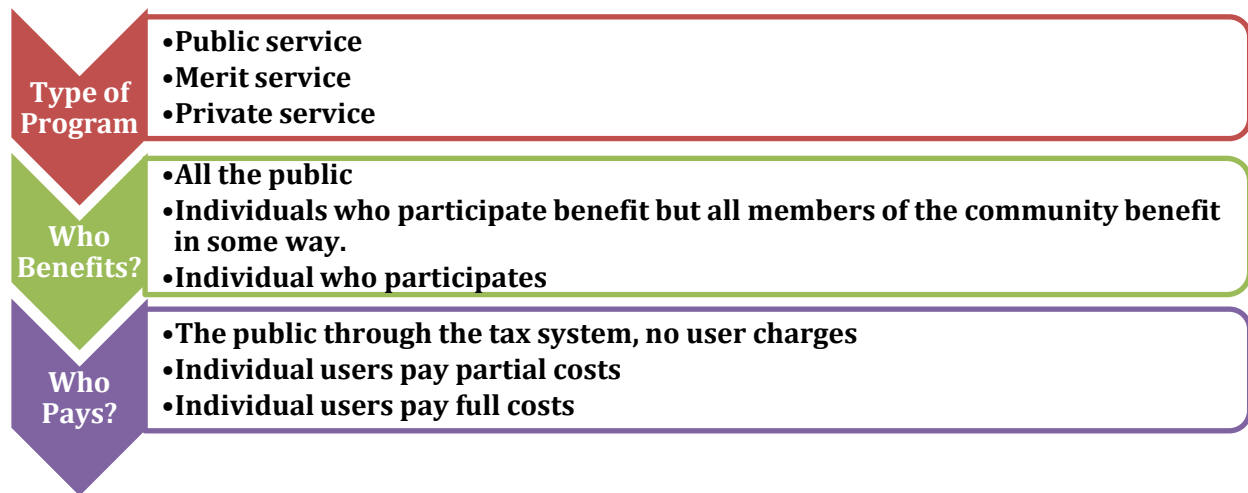 Type of
Program
•Public service
•Merit service
•Private service
Who
Benefits?
•All the public
•Individuals who participate benefit but all members of the community benefit
in some way.
•Individual who participates
Who
Pays?
•The public through the tax system, no user charges
•Individual users pay partial costs
•Individual users pay full costs